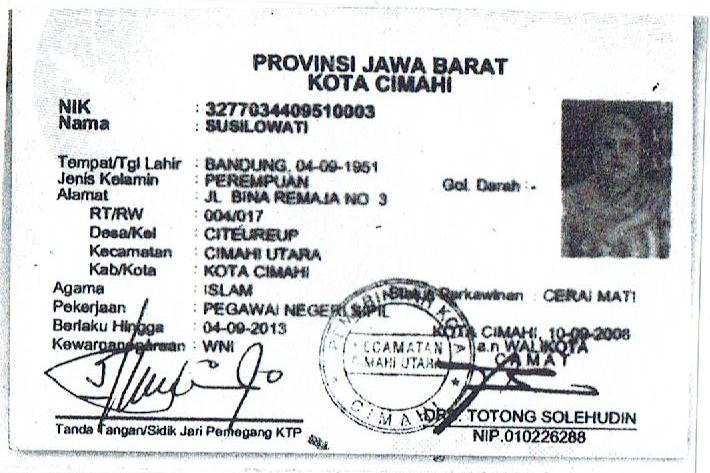 PROVINSI JAWA BARAT
KOTA CIMAHI
NIK : 3277034409510003
Nama : SUSILOWATI
Tempat/Tgl Lahir : BANDUNG, 04-09-1951
Jenis Kelamin : PEREMPUAN Gol. Darah : -
Alamat : JL BINA REMAJA NO 3
RT/RW : 004/017
Desa/Kel : CITEUREUP
Kecamatan : CIMAHI UTARA
Kab/Kota : KOTA CIMAHI
Agama : ISLAM Status Perkawinan : CERAI MATI
Pekerjaan : PEGAWAI NEGERI SIPIL
Berlaku Hingga : 04-09-2013 KOTA CIMAHI, 10-09-2008
Kewarganegaraan : WNI a.n WALIKOTA
CAMAT
KECAMATAN
CIMAHI UTARA
CIMAHI
DRS. TOTONG SOLEHUDIN
Tanda Tangan/Sidik Jari Pemegang KTP NIP.010226288